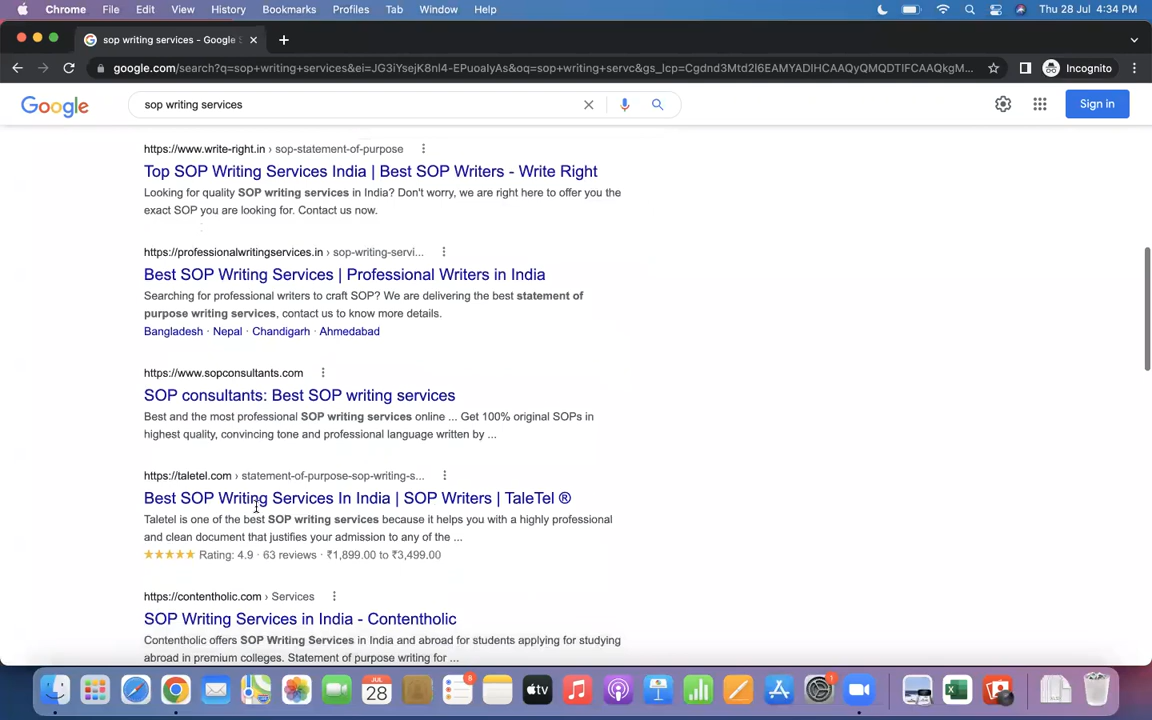 Chrome File Edit View History Bookmarks Profiles Tab Window Help Thu 28 Jul 4:34 PM
sop writing services - Google
google.com/search?q=sop+writing+services&ei=JG3iYsejK8nl4-EPuoaIyAs&oq=sop+writing+servc&gs_lcp=Cgdnd3Mtd2l6EAMYADIHCAAQyQMQDTIFCAAQkgM... Incognito
Google sop writing services Sign in
https://www.write-right.in › sop-statement-of-purpose
Top SOP Writing Services India | Best SOP Writers - Write Right
Looking for quality SOP writing services in India? Don't worry, we are right here to offer you the
exact SOP you are looking for. Contact us now.
https://professionalwritingservices.in › sop-writing-servi...
Best SOP Writing Services | Professional Writers in India
Searching for professional writers to craft SOP? We are delivering the best statement of
purpose writing services, contact us to know more details.
Bangladesh · Nepal · Chandigarh · Ahmedabad
https://www.sopconsultants.com
SOP consultants: Best SOP writing services
Best and the most professional SOP writing services online ... Get 100% original SOPs in
highest quality, convincing tone and professional language written by ...
https://taletel.com › statement-of-purpose-sop-writing-s...
Best SOP Writing Services In India | SOP Writers | TaleTel ®
Taletel is one of the best SOP writing services because it helps you with a highly professional
and clean document that justifies your admission to any of the ...
Rating: 4.9 · 63 reviews · ₹1,899.00 to ₹3,499.00
https://contentholic.com › Services
SOP Writing Services in India - Contentholic
Contentholic offers SOP Writing Services in India and abroad for students applying for studying
abroad in premium colleges. Statement of purpose writing for ...
JUL
28
8
tv
1